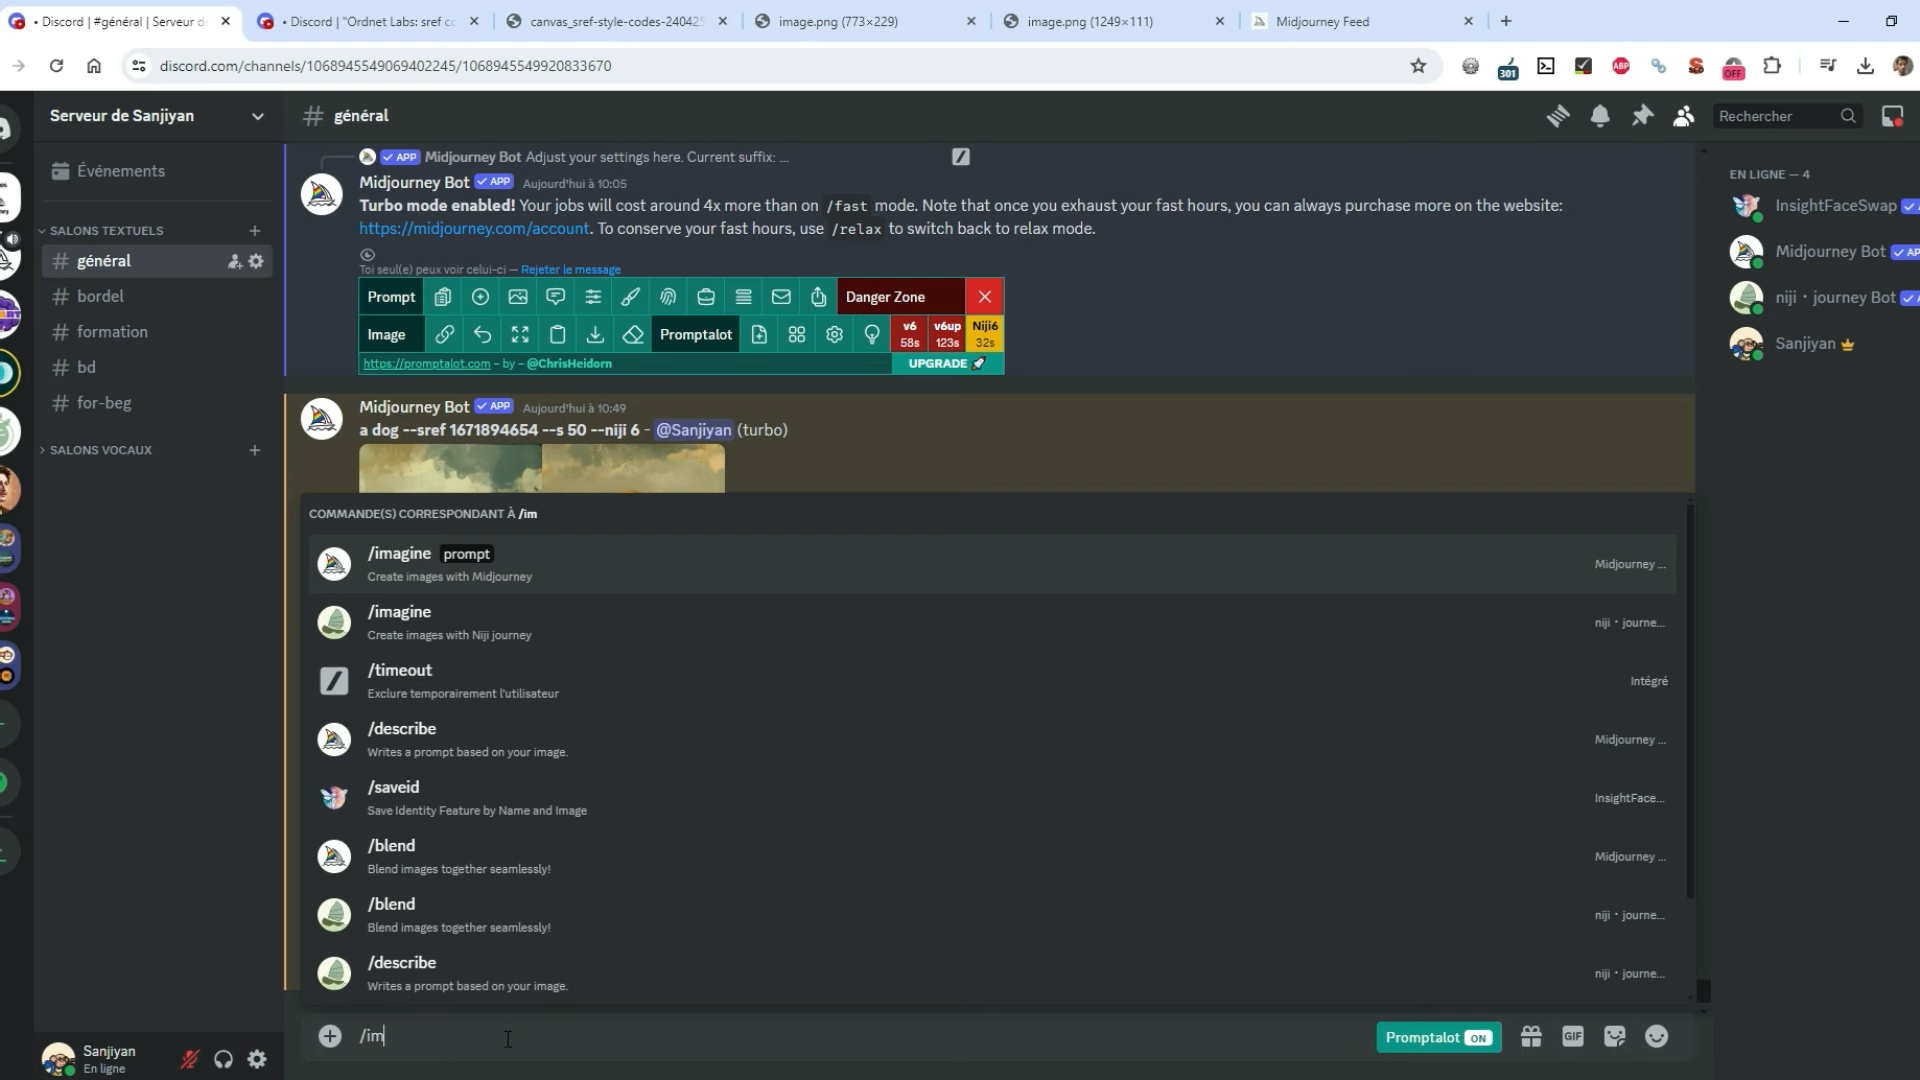 • Discord | #général | Serveur d
• Discord | "Ordnet Labs: sref co
canvas_sref-style-codes-240425
image.png (773×229)
image.png (1249×111)
Midjourney Feed
discord.com/channels/1068945549069402245/1068945549920833670
301
ABP
OFF
Serveur de Sanjiyan
général
Rechercher
Événements
SALONS TEXTUELS
général
bordel
formation
bd
for-beg
SALONS VOCAUX
APP Midjourney Bot Adjust your settings here. Current suffix: ...
Midjourney Bot APP Aujourd'hui à 10:05
Turbo mode enabled! Your jobs will cost around 4x more than on /fast mode. Note that once you exhaust your fast hours, you can always purchase more on the website:
https://midjourney.com/account. To conserve your fast hours, use /relax to switch back to relax mode.
Toi seul(e) peux voir celui-ci — Rejeter le message
Prompt Danger Zone
Image Promptalot v6 58s v6up 123s Niji6 32s
https://promptalot.com – by – @ChrisHeidorn UPGRADE
Midjourney Bot APP Aujourd'hui à 10:49
a dog --sref 1671894654 --s 50 --niji 6 - @Sanjiyan (turbo)
COMMANDE(S) CORRESPONDANT À /im
/imagine prompt
Create images with Midjourney
Midjourney ...
/imagine
Create images with Niji journey
niji・journe...
/timeout
Exclure temporairement l'utilisateur
Intégré
/describe
Writes a prompt based on your image.
Midjourney ...
/saveid
Save Identity Feature by Name and Image
InsightFace...
/blend
Blend images together seamlessly!
Midjourney ...
/blend
Blend images together seamlessly!
niji・journe...
/describe
Writes a prompt based on your image.
niji・journe...
/im
Promptalot ON
GIF
EN LIGNE — 4
InsightFaceSwap
Midjourney Bot AP
niji・journey Bot
Sanjiyan
Sanjiyan
En ligne